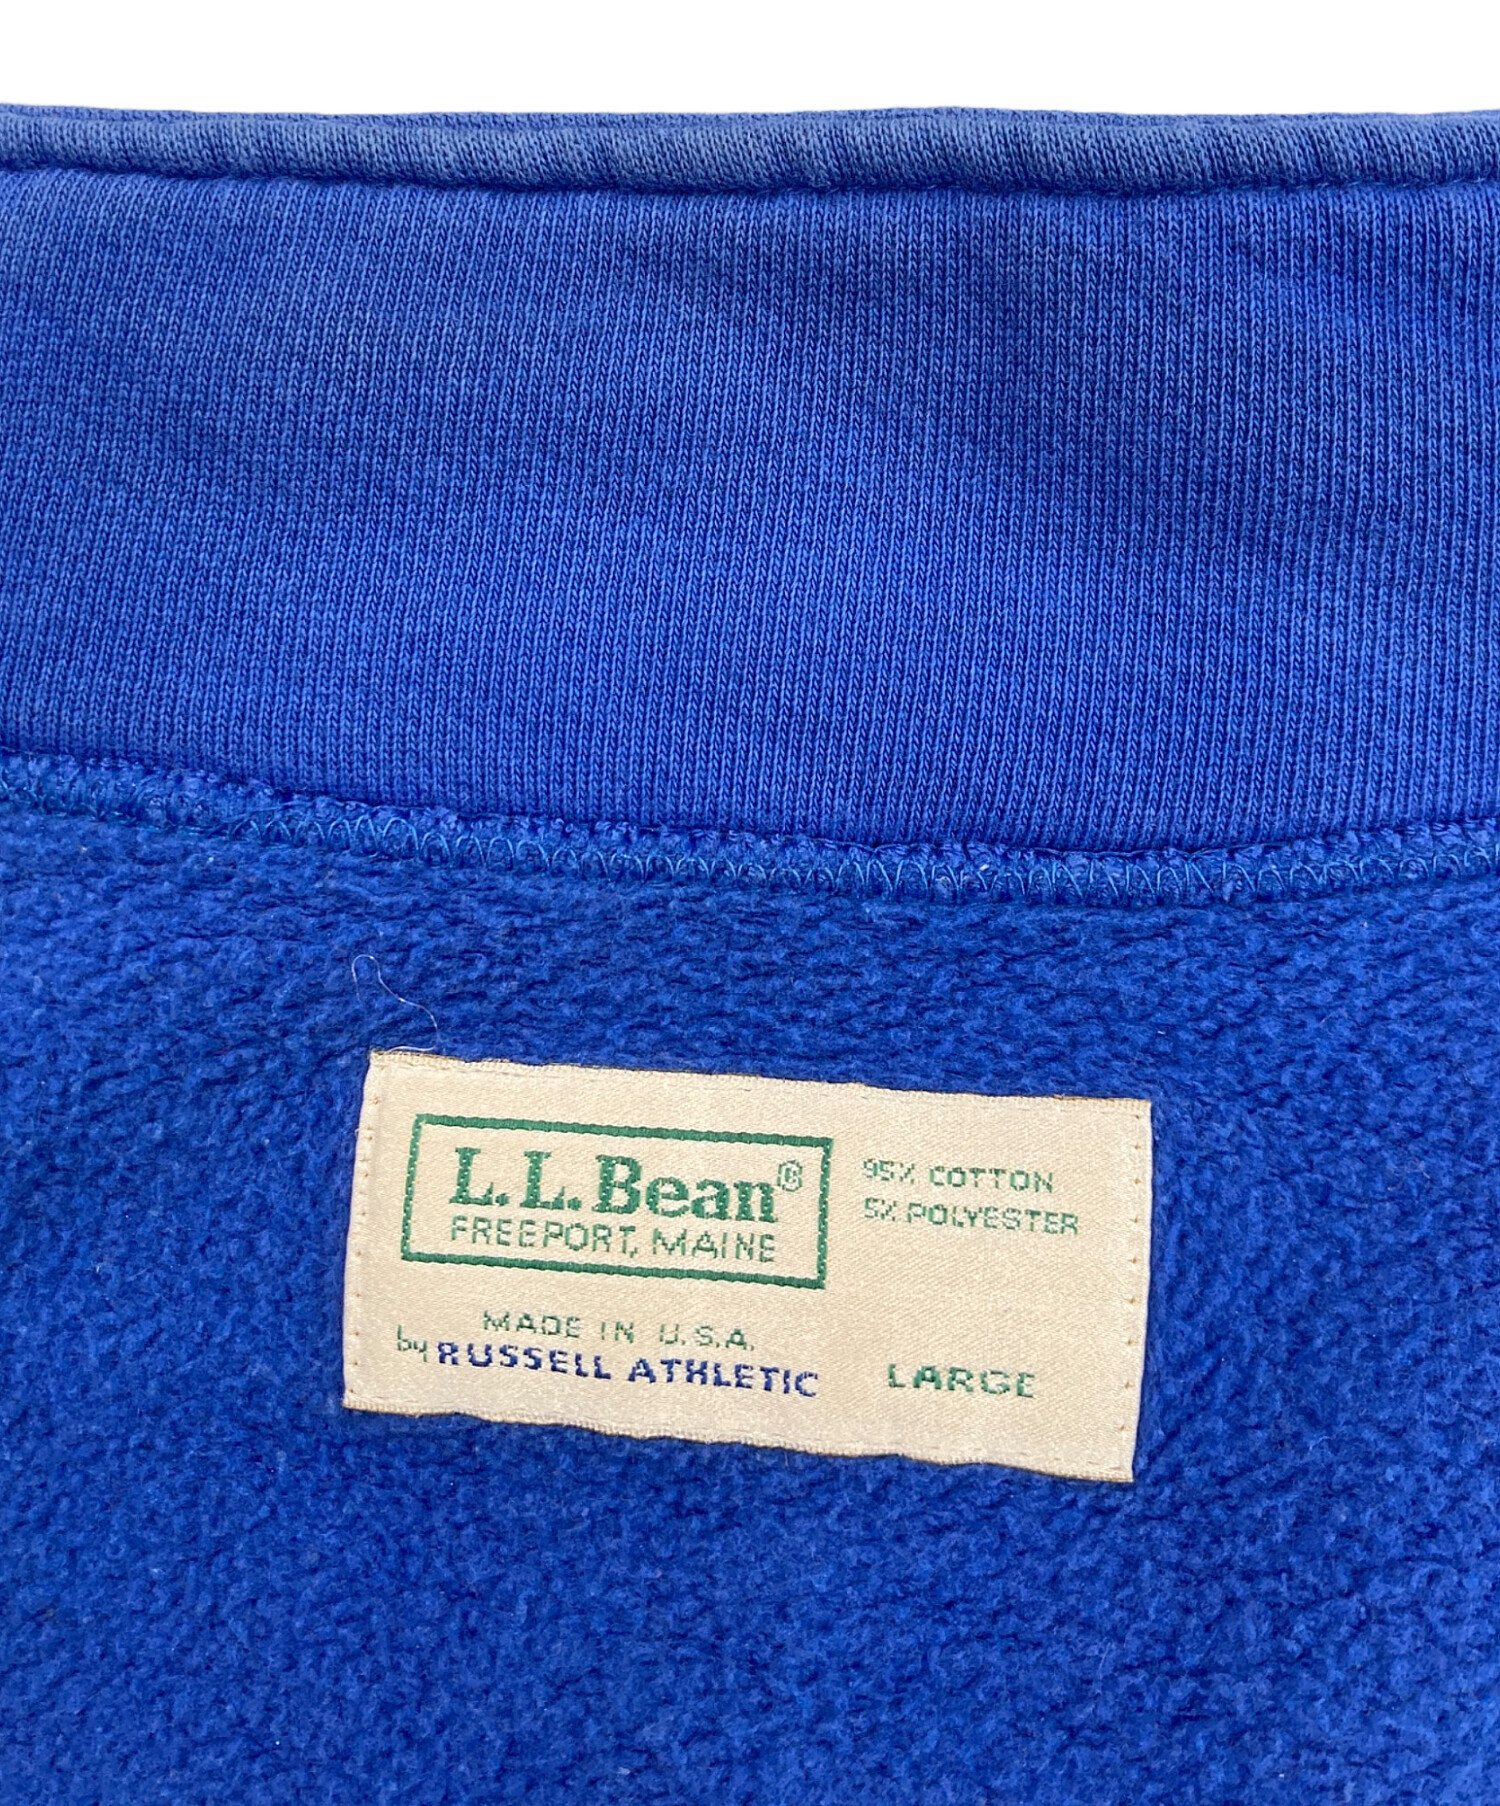 L.L.Bean®
FREEPORT, MAINE
95% COTTON
5% POLYESTER
MADE IN U.S.A.
by RUSSELL ATHLETIC
LARGE